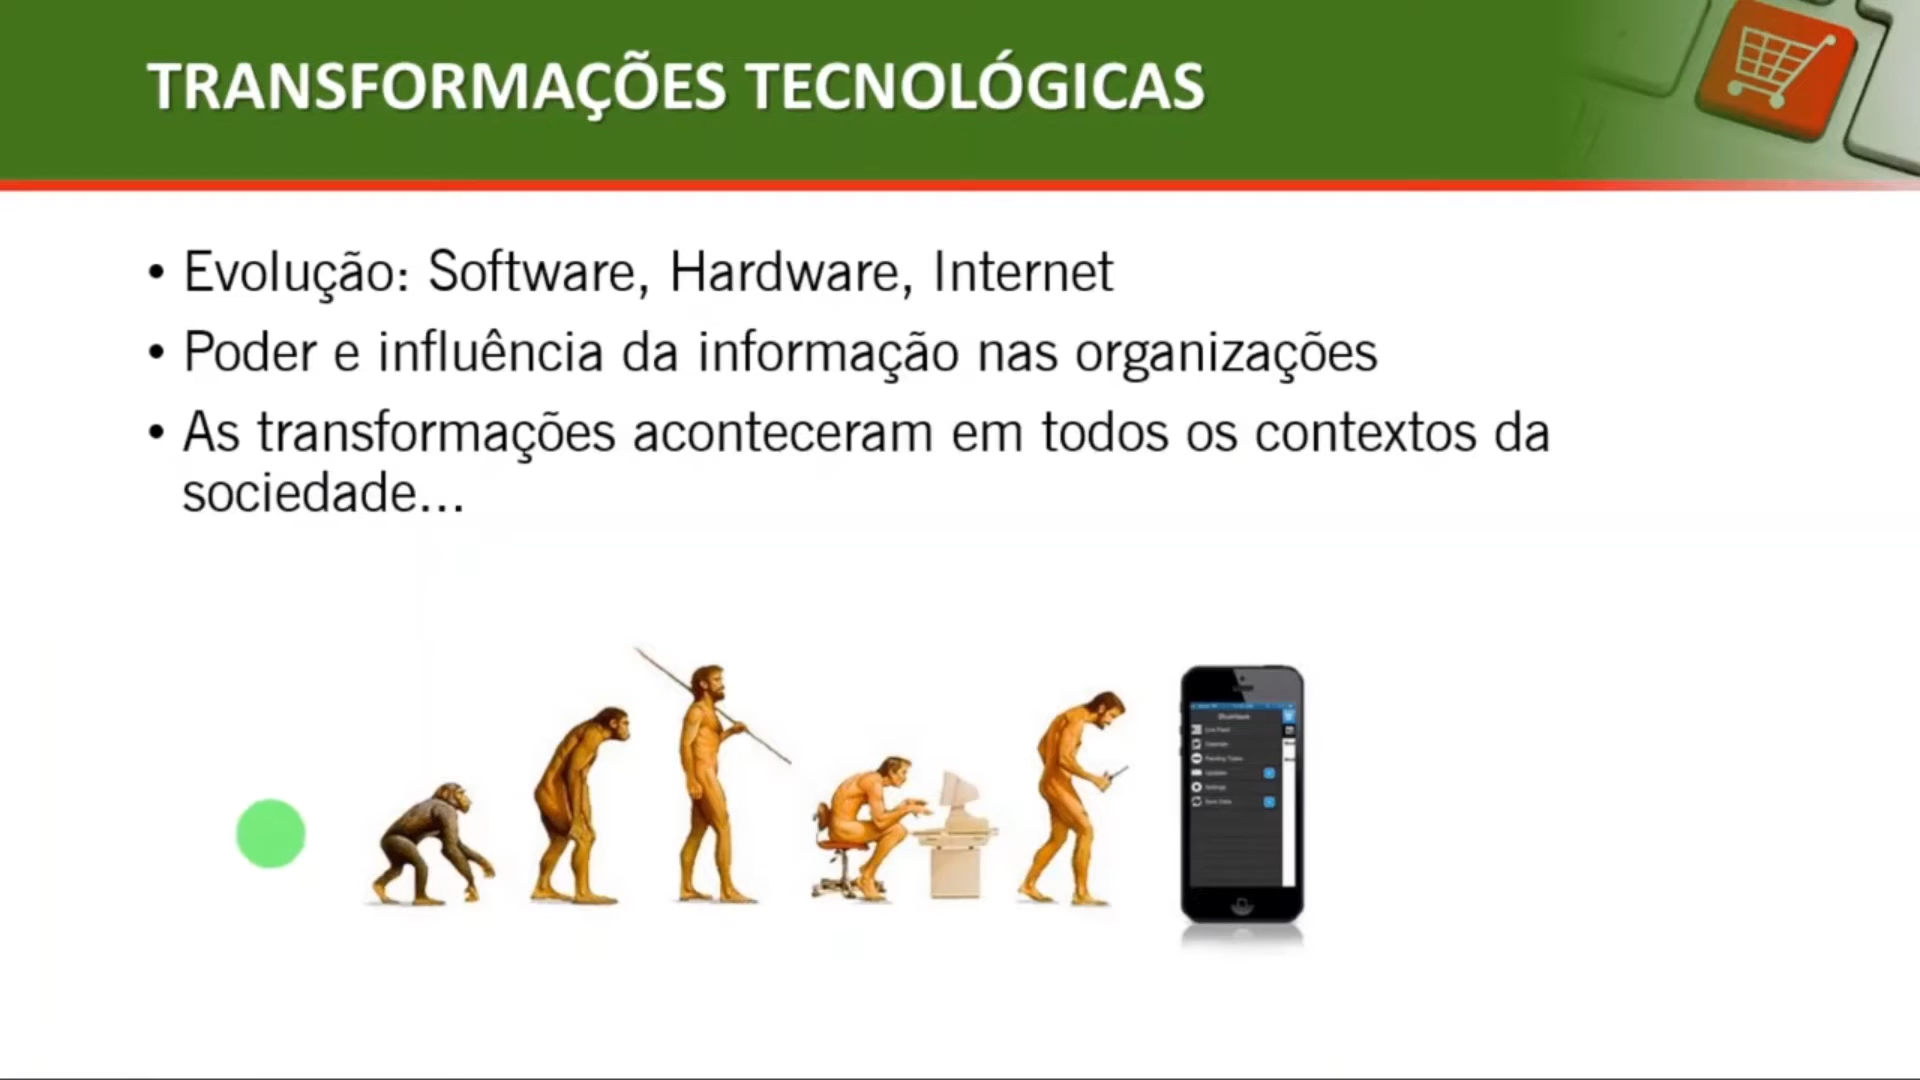 TRANSFORMAÇÕES TECNOLÓGICAS
• Evolução: Software, Hardware, Internet
• Poder e influência da informação nas organizações
• As transformações aconteceram em todos os contextos da
sociedade...
Settings